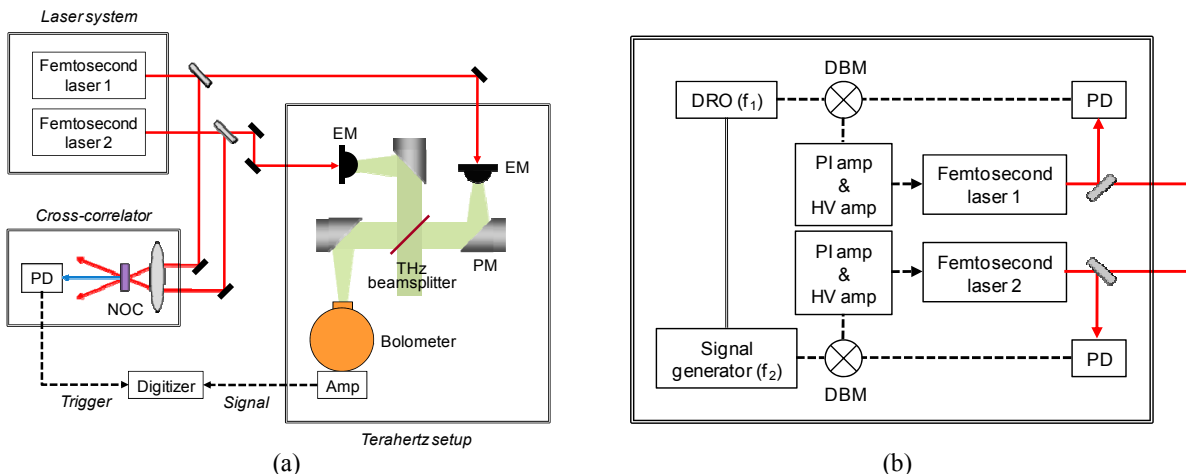 Laser system
Femtosecond
laser 1
Femtosecond
laser 2
EM
EM
Cross-correlator
PD
NOC
THz
beamsplitter
PM
Bolometer
Amp
Digitizer
Trigger
Signal
Terahertz setup
(a)
DBM
DRO (f₁)
PD
PI amp
&
HV amp
Femtosecond
laser 1
PI amp
&
HV amp
Femtosecond
laser 2
Signal
generator (f₂)
PD
DBM
(b)